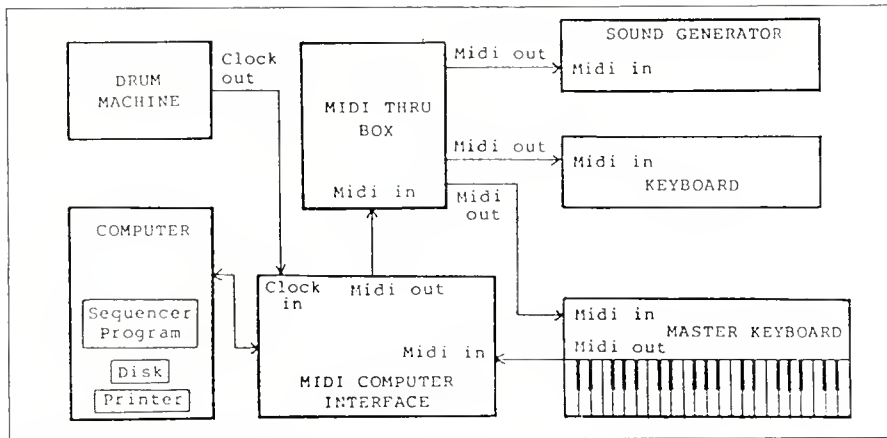 DRUM
MACHINE
Clock
out
MIDI THRU
BOX
Midi in
Midi out
SOUND GENERATOR
Midi in
Midi out
Midi in
KEYBOARD
Midi
out
COMPUTER
Sequencer
Program
Disk
Printer
Clock
in
Midi out
Midi in
MIDI COMPUTER
INTERFACE
Midi in
MASTER KEYBOARD
Midi out